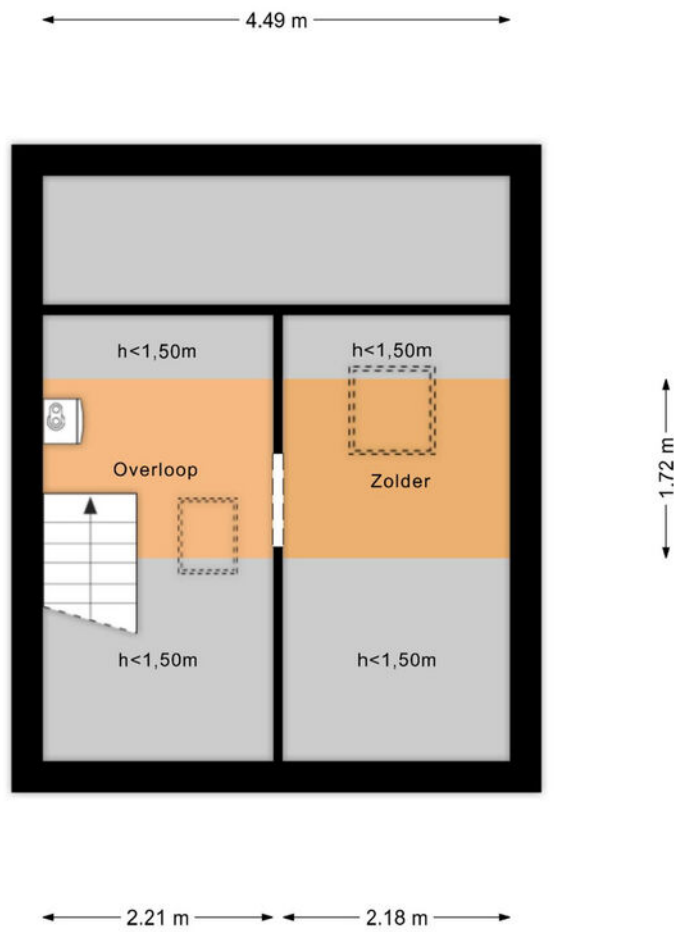 4.49 m
h<1,50m
h<1,50m
Overloop
Zolder
1.72 m
h<1,50m
h<1,50m
2.21 m
2.18 m